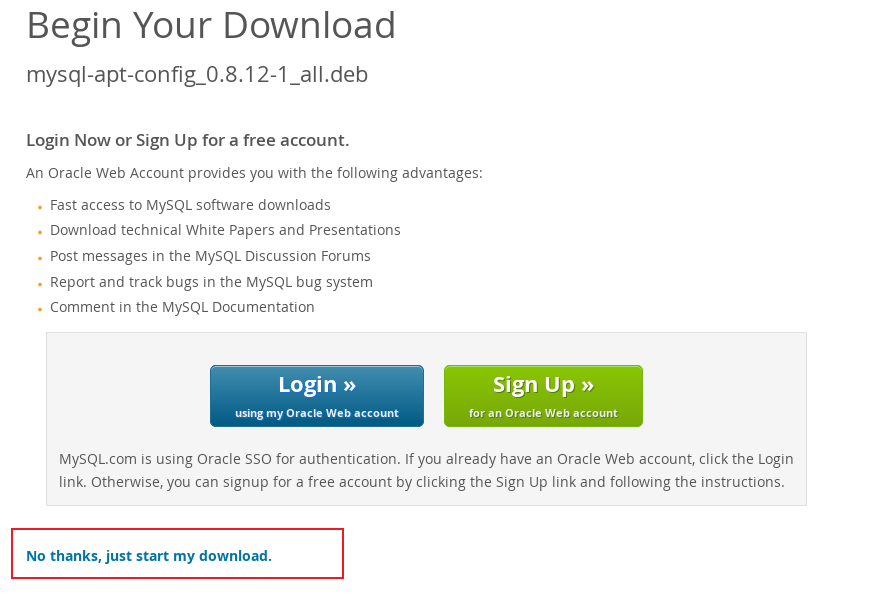 Begin Your Download
mysql-apt-config_0.8.12-1_all.deb
Login Now or Sign Up for a free account.
An Oracle Web Account provides you with the following advantages:
Fast access to MySQL software downloads
Download technical White Papers and Presentations
Post messages in the MySQL Discussion Forums
Report and track bugs in the MySQL bug system
Comment in the MySQL Documentation
Login »
using my Oracle Web account
Sign Up »
for an Oracle Web account
MySQL.com is using Oracle SSO for authentication. If you already have an Oracle Web account, click the Login
link. Otherwise, you can signup for a free account by clicking the Sign Up link and following the instructions.
No thanks, just start my download.